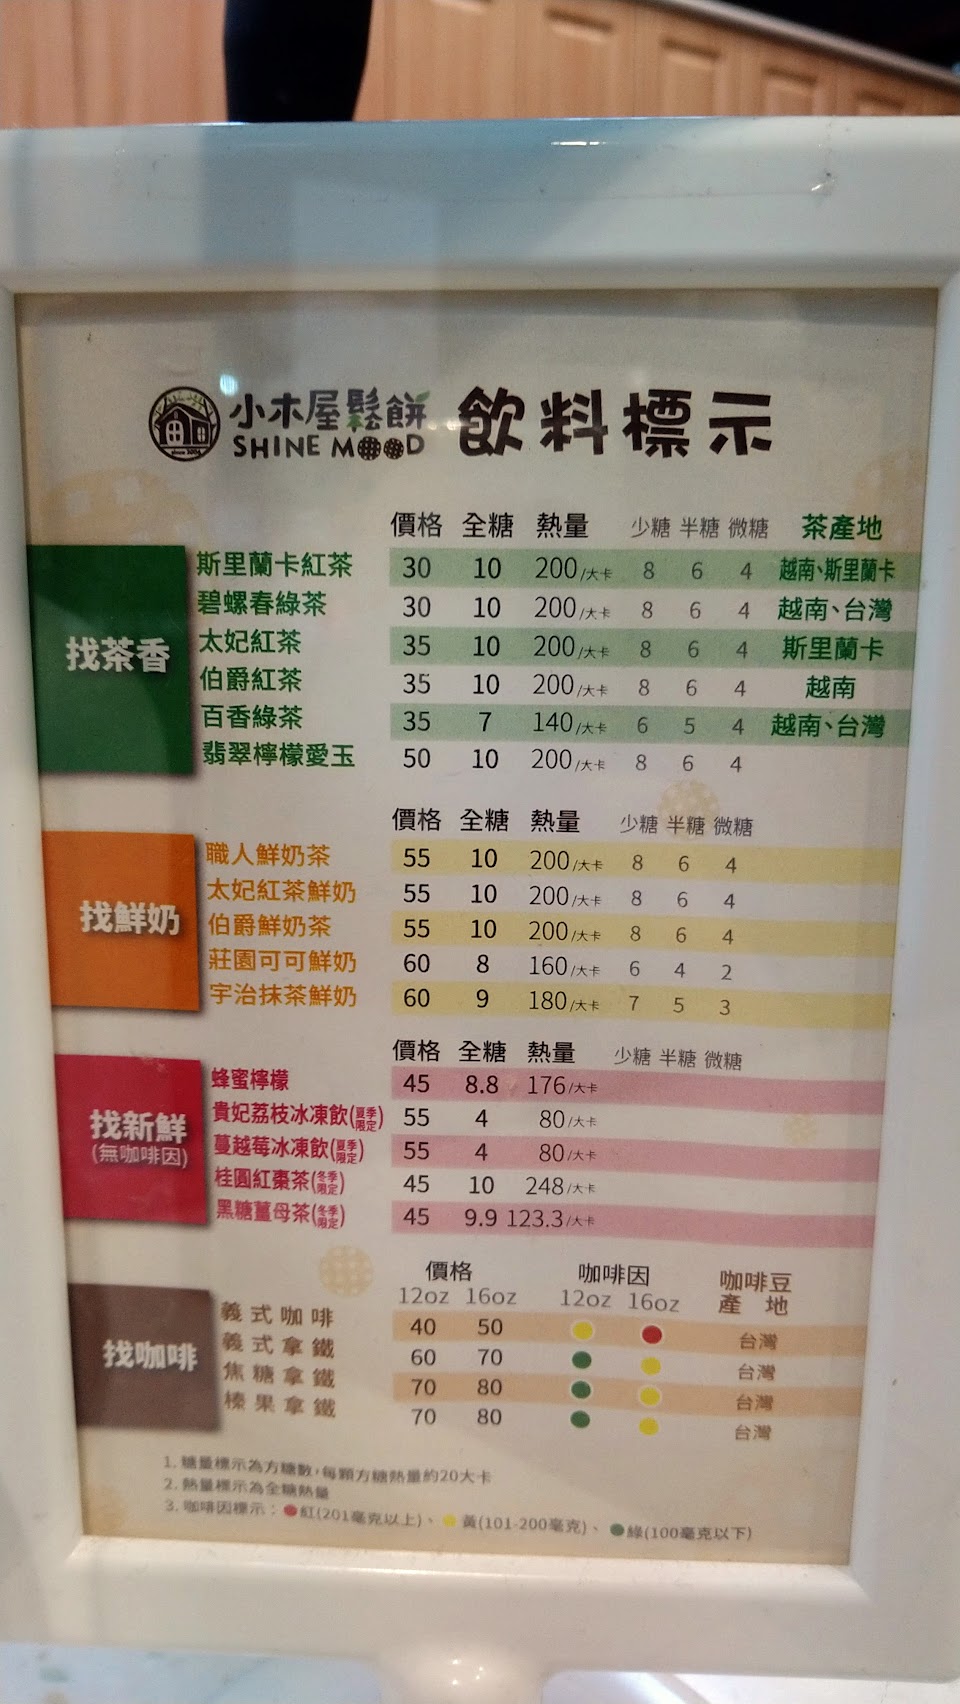 小木屋鬆餅 飲料標示
SHINE MOOD
since 2004
價格 全糖 熱量 少糖 半糖 微糖 茶產地
找茶香
斯里蘭卡紅茶 30 10 200/大卡 8 6 4 越南、斯里蘭卡
碧螺春綠茶 30 10 200/大卡 8 6 4 越南、台灣
太妃紅茶 35 10 200/大卡 8 6 4 斯里蘭卡
伯爵紅茶 35 10 200/大卡 8 6 4 越南
百香綠茶 35 7 140/大卡 6 5 4 越南、台灣
翡翠檸檬愛玉 50 10 200/大卡 8 6 4
價格 全糖 熱量 少糖 半糖 微糖
找鮮奶
職人鮮奶茶 55 10 200/大卡 8 6 4
太妃紅茶鮮奶 55 10 200/大卡 8 6 4
伯爵鮮奶茶 55 10 200/大卡 8 6 4
莊園可可鮮奶 60 8 160/大卡 6 4 2
宇治抹茶鮮奶 60 9 180/大卡 7 5 3
價格 全糖 熱量 少糖 半糖 微糖
找新鮮
(無咖啡因)
蜂蜜檸檬 45 8.8 176/大卡
貴妃荔枝冰凍飲(夏季限定) 55 4 80/大卡
蔓越莓冰凍飲(夏季限定) 55 4 80/大卡
桂圓紅棗茶(冬季限定) 45 10 248/大卡
黑糖薑母茶(冬季限定) 45 9.9 123.3/大卡
價格 咖啡因 咖啡豆
12oz 16oz 12oz 16oz 產地
找咖啡
義式咖啡 40 50 台灣
義式拿鐵 60 70 台灣
焦糖拿鐵 70 80 台灣
榛果拿鐵 70 80 台灣
1. 糖量標示為方糖數,每顆方糖熱量約20大卡
2. 熱量標示為全糖熱量
3. 咖啡因標示：紅(201毫克以上)、黃(101-200毫克)、綠(100毫克以下)